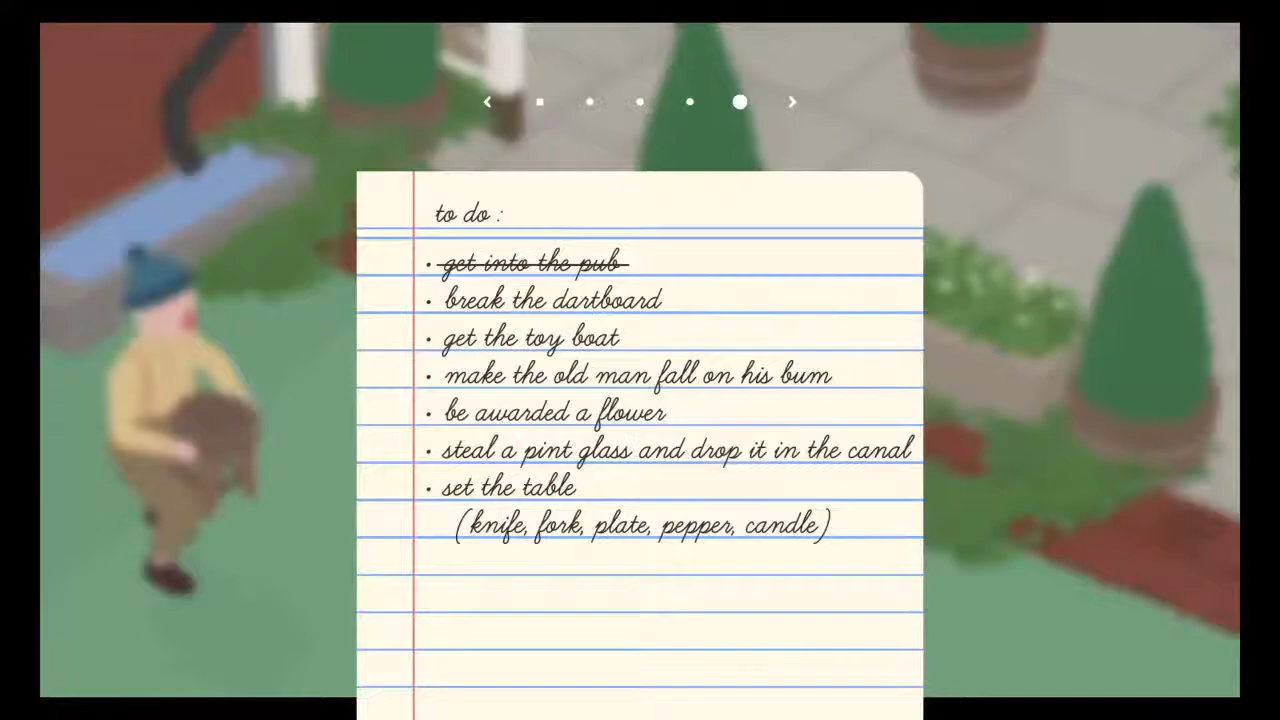 to do :
• get into the pub
• break the dartboard
• get the toy boat
• make the old man fall on his bum
• be awarded a flower
• steal a pint glass and drop it in the canal
• set the table
(knife, fork, plate, pepper, candle)